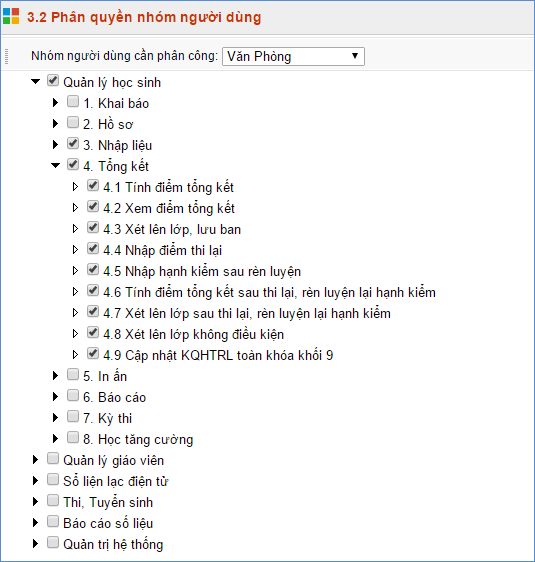 3.2 Phân quyền nhóm người dùng
Nhóm người dùng cần phân công: Văn Phòng
Quản lý học sinh
1. Khai báo
2. Hồ sơ
3. Nhập liệu
4. Tổng kết
4.1 Tính điểm tổng kết
4.2 Xem điểm tổng kết
4.3 Xét lên lớp, lưu ban
4.4 Nhập điểm thi lại
4.5 Nhập hạnh kiểm sau rèn luyện
4.6 Tính điểm tổng kết sau thi lại, rèn luyện lại hạnh kiểm
4.7 Xét lên lớp sau thi lại, rèn luyện lại hạnh kiểm
4.8 Xét lên lớp không điều kiện
4.9 Cập nhật KQHTRL toàn khóa khối 9
5. In ấn
6. Báo cáo
7. Kỳ thi
8. Học tăng cường
Quản lý giáo viên
Sổ liện lạc điện tử
Thi, Tuyển sinh
Báo cáo số liệu
Quản trị hệ thống